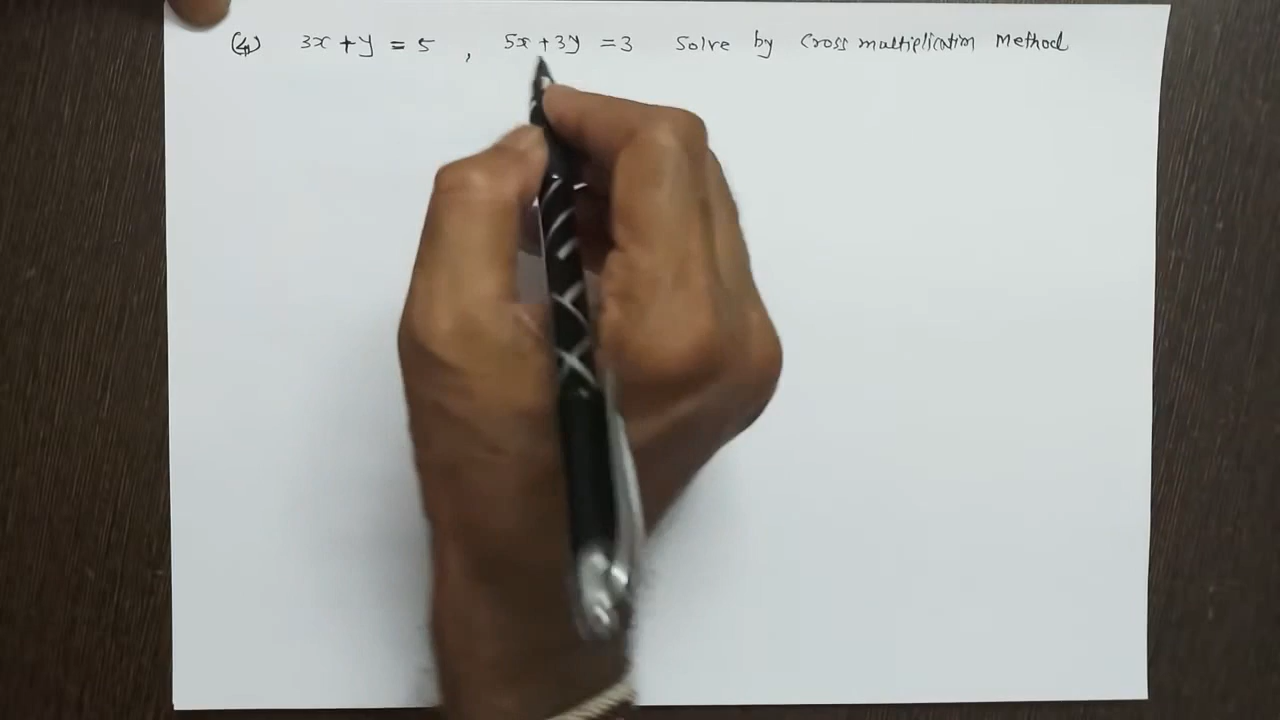 (4) 3x + y = 5 , 5x + 3y = 3 Solve by Cross multiplication Method